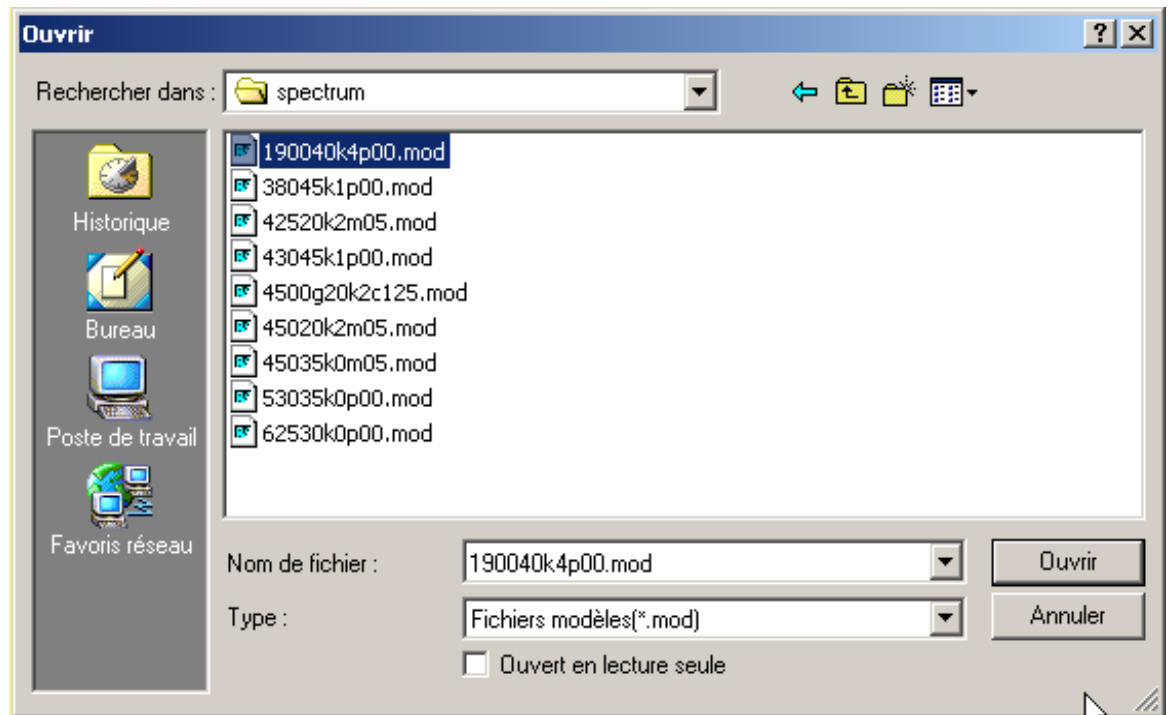 Ouvrir
Rechercher dans :
spectrum
Historique
Bureau
Poste de travail
Favoris réseau
190040k4p00.mod
38045k1p00.mod
42520k2m05.mod
43045k1p00.mod
4500g20k2c125.mod
45020k2m05.mod
45035k0m05.mod
53035k0p00.mod
62530k0p00.mod
Nom de fichier :
190040k4p00.mod
Ouvrir
Type :
Fichiers modèles(*.mod)
Annuler
Ouvert en lecture seule